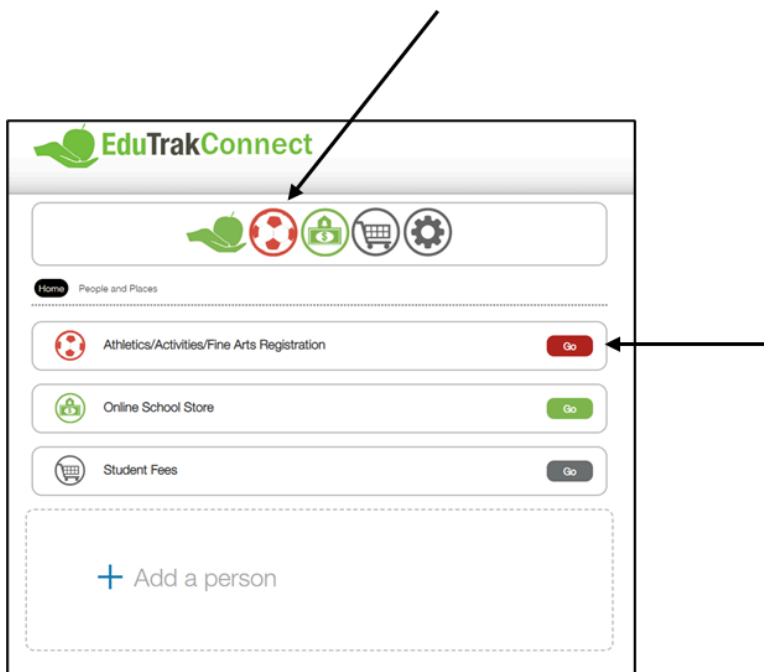 EduTrakConnect
Home People and Places
Athletics/Activities/Fine Arts Registration Go
Online School Store Go
Student Fees Go
+ Add a person